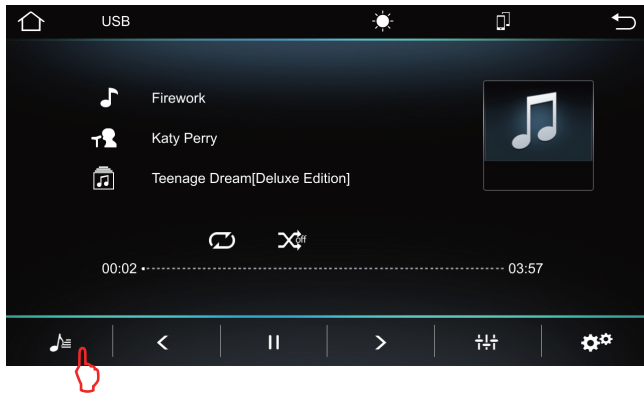 USB
Firework
Katy Perry
Teenage Dream[Deluxe Edition]
off
00:02 03:57